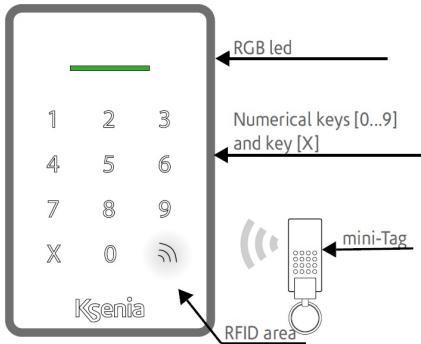 RGB led
1 2 3
Numerical keys [0...9]
and key [X]
4 5 6
7 8 9
X 0
mini-Tag
Ksenia
RFID area